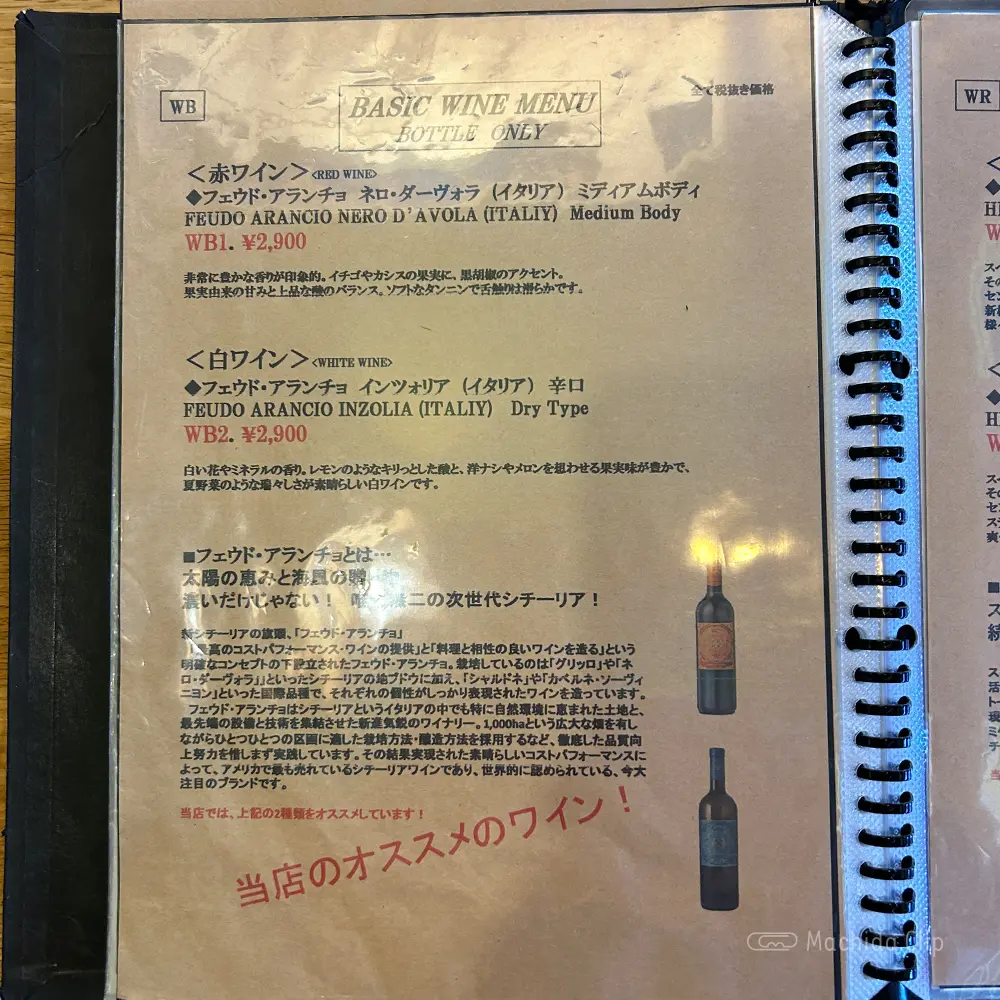 WB
BASIC WINE MENU
BOTTLE ONLY
全て税抜き価格
＜赤ワイン＞<RED WINE>
◆フェウド・アランチョ ネロ・ダーヴォラ (イタリア) ミディアムボディ
FEUDO ARANCIO NERO D'AVOLA (ITALIY) Medium Body
WB1. ¥2,900
非常に豊かな香りが印象的。イチゴやカシスの果実に、黒胡椒のアクセント。
果実由来の甘みと上品な酸のバランス。ソフトなタンニンで舌触りは滑らかです。
＜白ワイン＞<WHITE WINE>
◆フェウド・アランチョ インツォリア (イタリア) 辛口
FEUDO ARANCIO INZOLIA (ITALIY) Dry Type
WB2. ¥2,900
白い花やミネラルの香り。レモンのようなキリっとした酸と、洋ナシやメロンを想わせる果実味が豊かで、
夏野菜のような瑞々しさが素晴らしい白ワインです。
■フェウド・アランチョとは…
太陽の恵みと海風の贈
濃いだけじゃない！ 二の次世代シチーリア！
新シチーリアの旗頭、「フェウド・アランチョ」
「最高のコストパフォーマンス・ワインの提供」と「料理と相性の良いワインを造る」という
明確なコンセプトの下設立されたフェウド・アランチョ。栽培しているのは「グリッロ」や「ネ
ロ・ダーヴォラ」」といったシチーリアの地ブドウに加え、「シャルドネ」や「カベルネ・ソーヴィ
ニヨン」といった国際品種で、それぞれの個性がしっかり表現されたワインを造っています。
フェウド・アランチョはシチーリアというイタリアの中でも特に自然環境に恵まれた土地と、
最先端の設備と技術を集結させた新進気鋭のワイナリー。1,000haという広大な畑を有し
ながらひとつひとつの区画に適した栽培方法・醸造方法を採用するなど、徹底した品質向
上努力を惜しまず実践しています。その結果実現された素晴らしいコストパフォーマンスに
よって、アメリカで最も売れているシチーリアワインであり、世界的に認められている、今大
注目のブランドです。
当店では、上記の2種類をオススメしています！
当店のオススメのワイン！
WR
Machida Clip